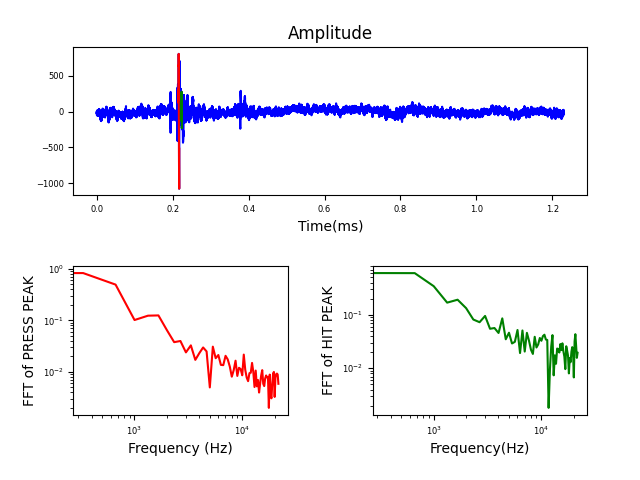 Amplitude
500
0
−500
−1000
0.0 0.2 0.4 0.6 0.8 1.0 1.2
Time(ms)
FFT of PRESS PEAK
10⁰
10⁻¹
10⁻²
10³ 10⁴
Frequency (Hz)
FFT of HIT PEAK
10⁻¹
10⁻²
10³ 10⁴
Frequency(Hz)